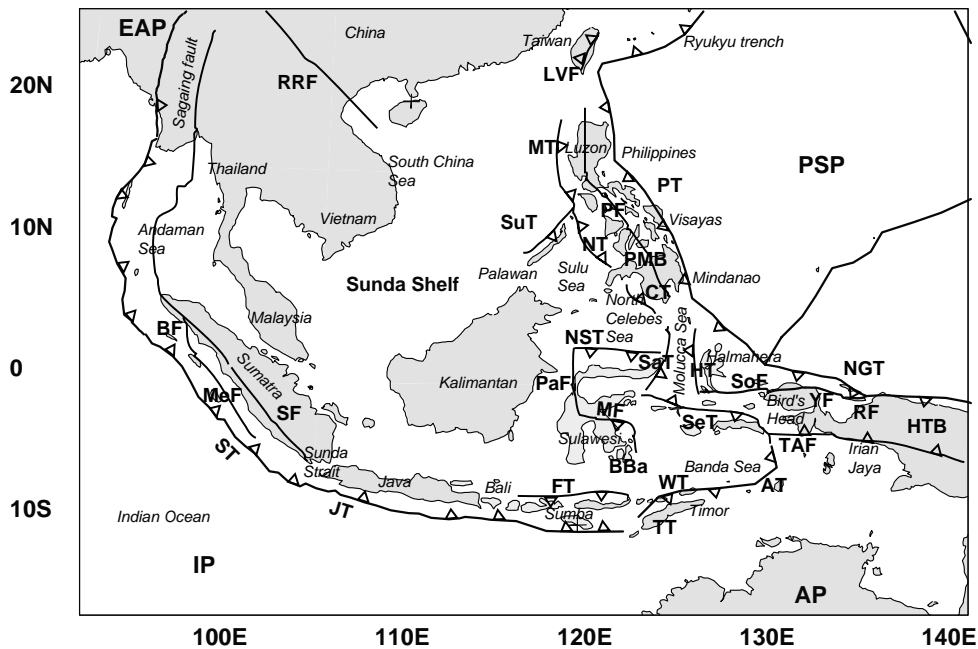 EAP
China
Taiwan
Ryukyu trench
Sagaing fault
RRF
LVF
20N
MT
Luzon
Philippines
Thailand
South China
Sea
PSP
PT
10N
Andaman
Sea
Vietnam
SuT
PF
Visayas
NT
PMB
Palawan
Sulu
Sea
Mindanao
Sunda Shelf
CT
North
Celebes
Sea
Malaysia
BF
NST
Molucca Sea
0
Sumatra
Kalimantan
PaF
SaT
HT
Halmahera
SoF
NGT
MeF
SF
MF
Bird's
Head
YF
RF
HTB
ST
Sulawesi
SeT
TAF
Irian
Jaya
Sunda
Strait
BBa
Banda Sea
Java
Bali
FT
WT
AT
10S
Indian Ocean
JT
Sumba
Timor
TT
IP
AP
100E
110E
120E
130E
140E